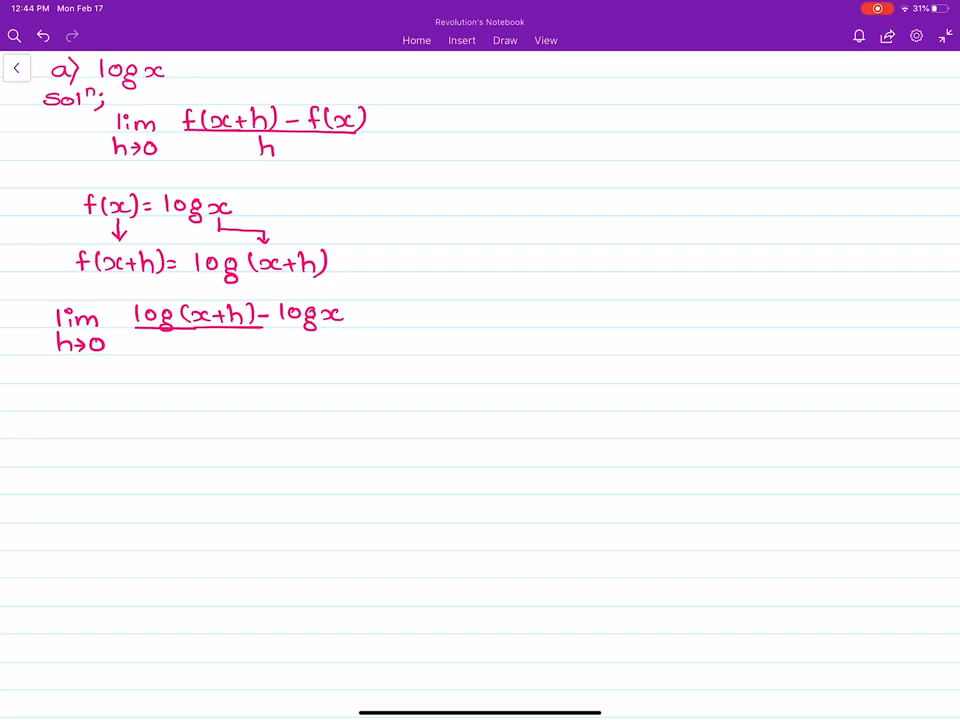 12:44 PM Mon Feb 17
31%
Revolution's Notebook
Home Insert Draw View
a) log x
Solⁿ;
lim f(x+h) - f(x)
h→0 h
f(x) = log x
f(x+h) = log (x+h)
lim log (x+h) - log x
h→0